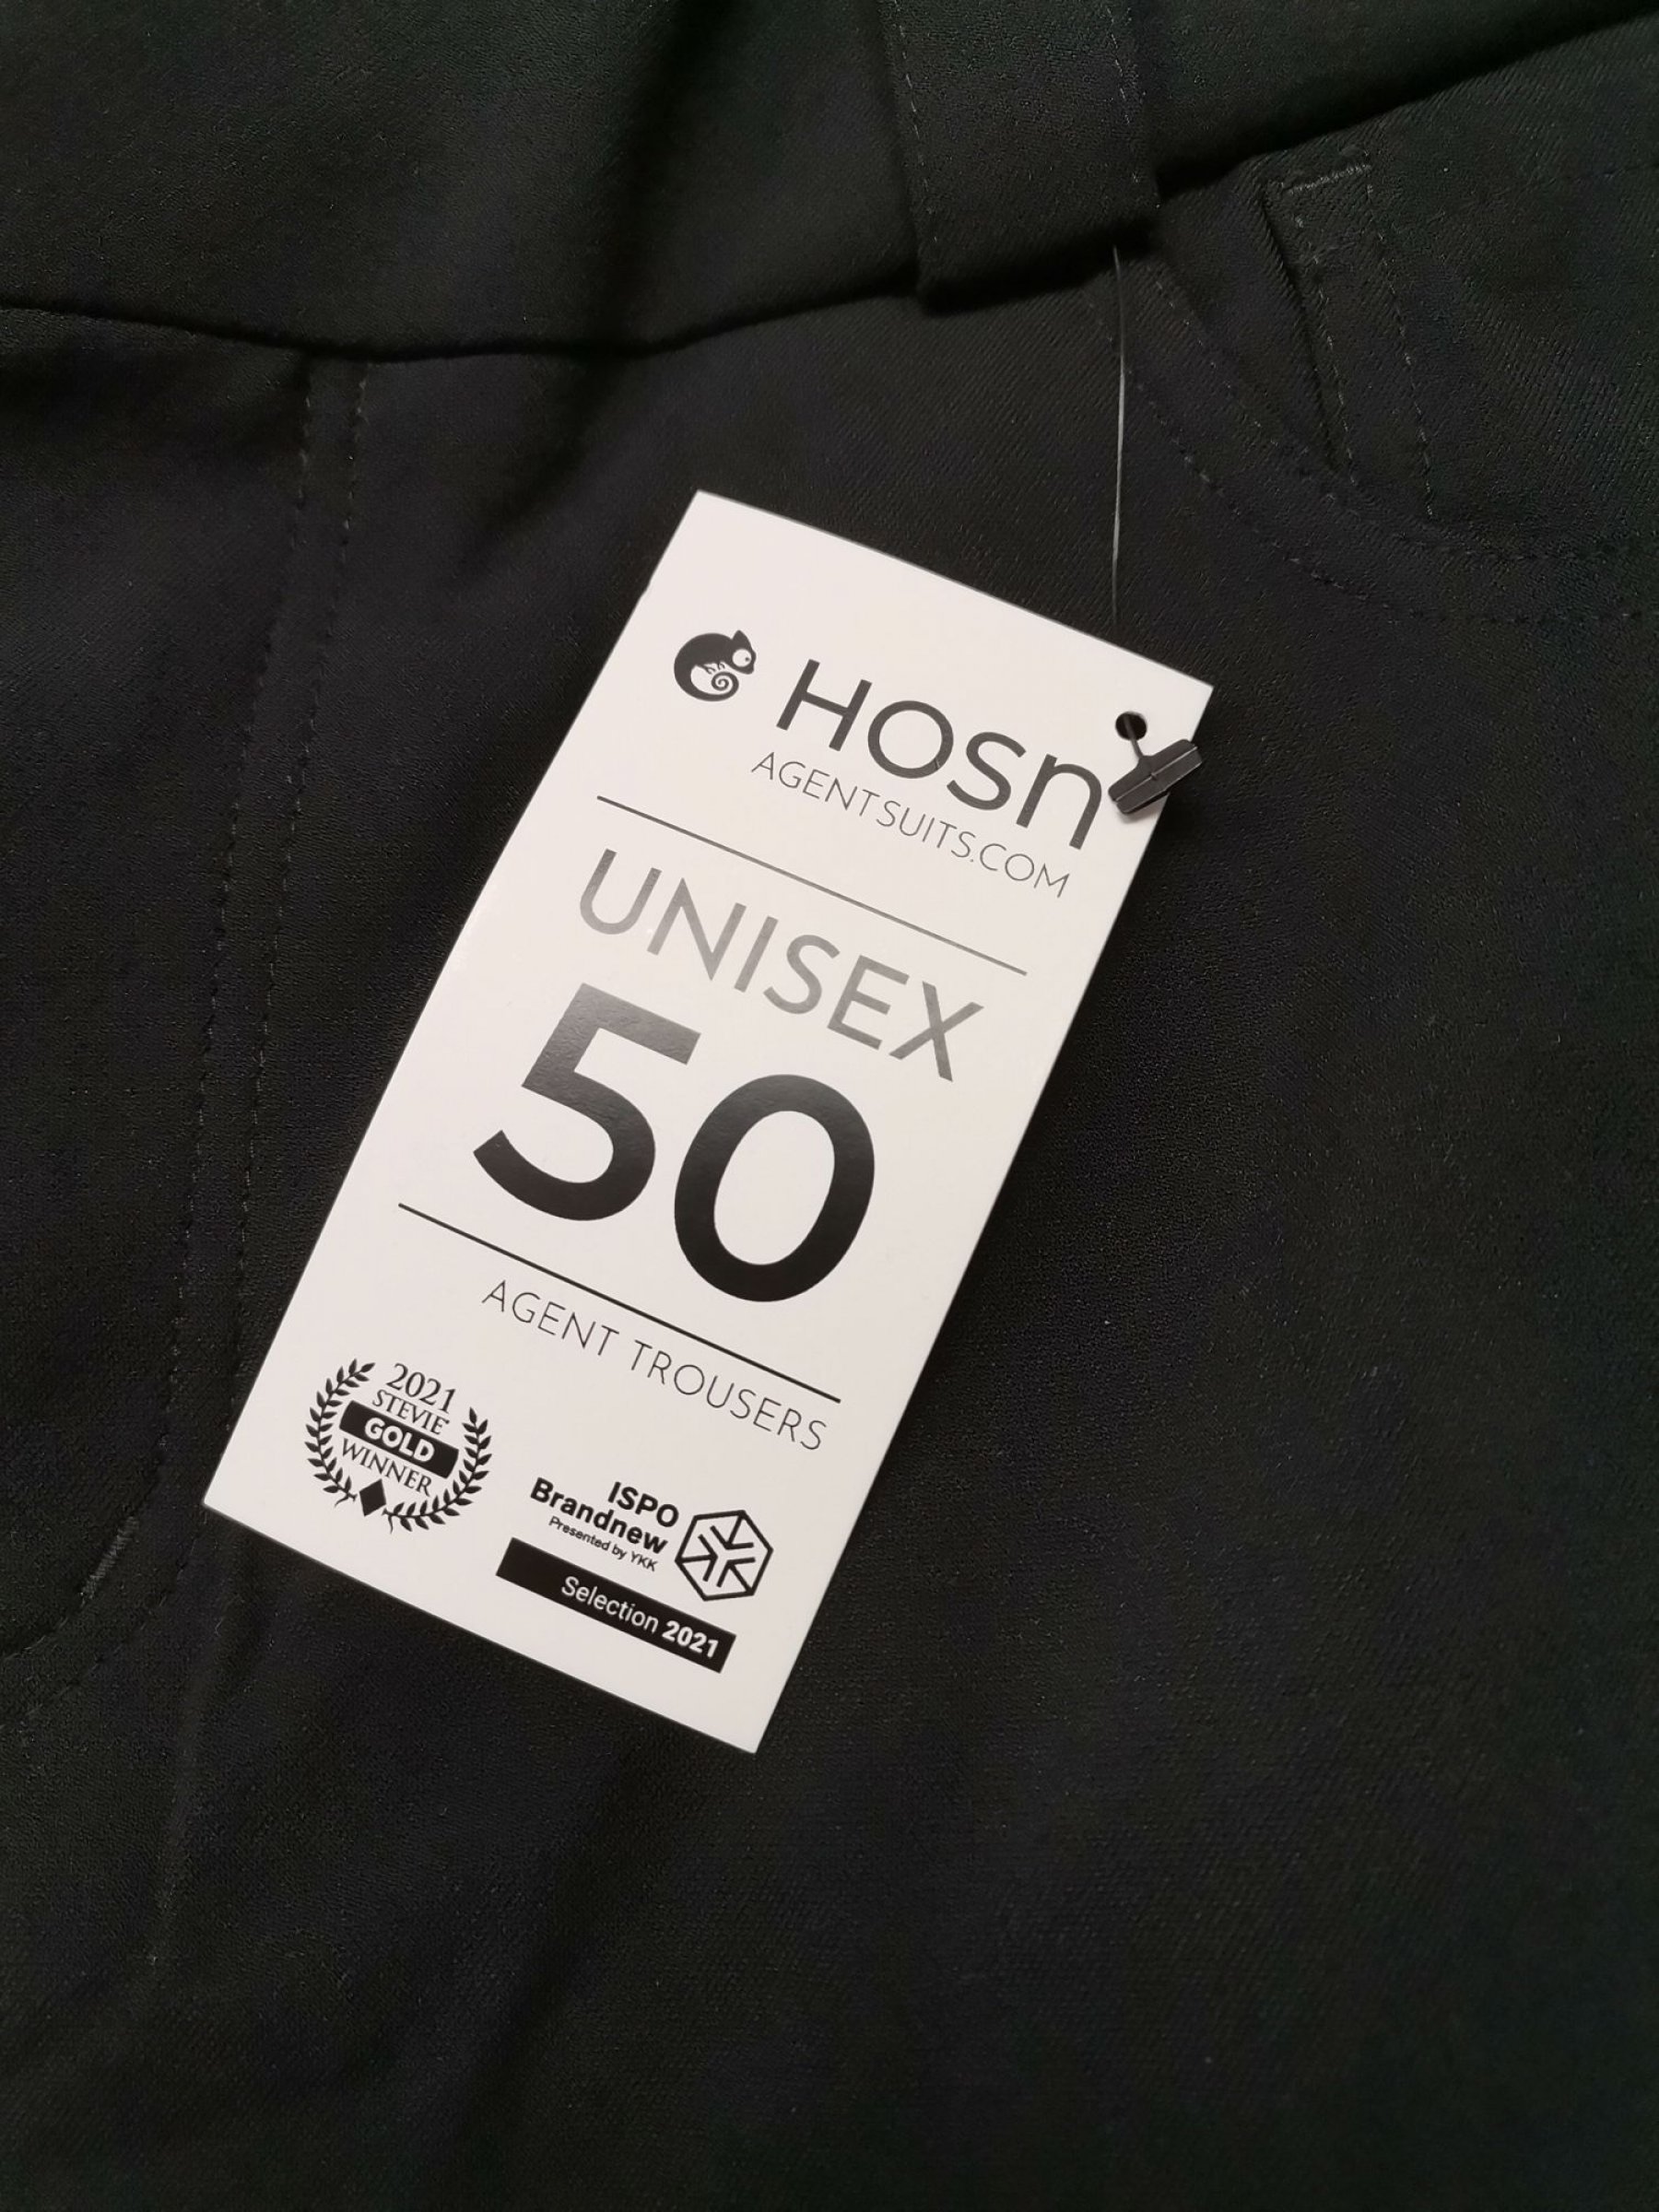 HOSn
AGENTSUITS.COM
UNISEX
50
AGENT TROUSERS
2021
STEVIE
GOLD
WINNER
ISPO
Brandnew
Presented by YKK
Selection 2021